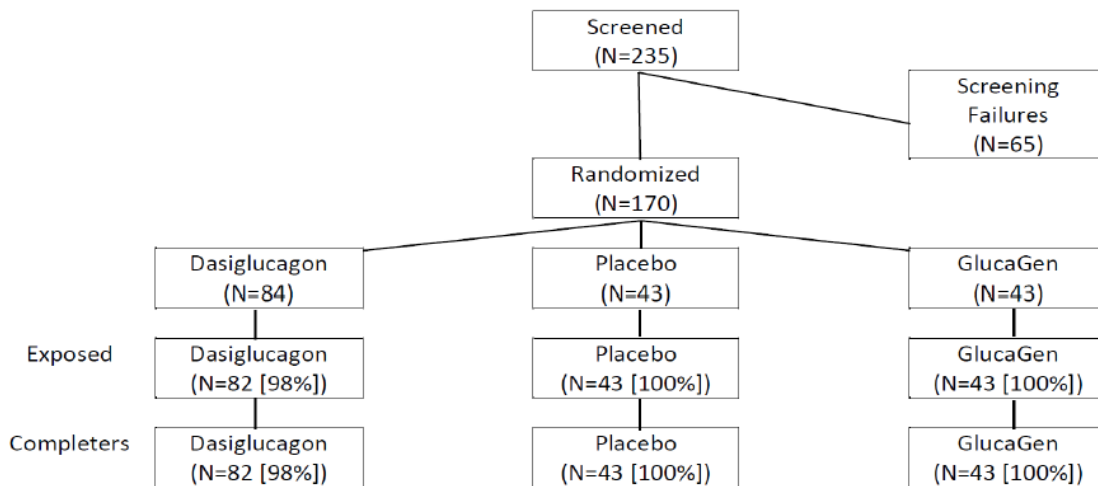 Screened
(N=235)
Screening
Failures
(N=65)
Randomized
(N=170)
Dasiglucagon
(N=84)
Placebo
(N=43)
GlucaGen
(N=43)
Exposed
Dasiglucagon
(N=82 [98%])
Placebo
(N=43 [100%])
GlucaGen
(N=43 [100%])
Completers
Dasiglucagon
(N=82 [98%])
Placebo
(N=43 [100%])
GlucaGen
(N=43 [100%])